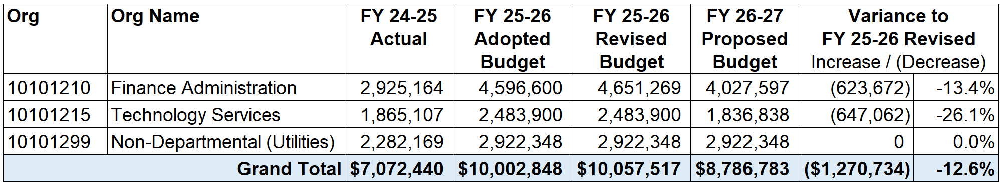 Org Org Name FY 24-25 FY 25-26 FY 25-26 FY 26-27 Variance to
Actual Adopted Revised Proposed FY 25-26 Revised
Budget Budget Budget Increase / (Decrease)
10101210 Finance Administration 2,925,164 4,596,600 4,651,269 4,027,597 (623,672) -13.4%
10101215 Technology Services 1,865,107 2,483,900 2,483,900 1,836,838 (647,062) -26.1%
10101299 Non-Departmental (Utilities) 2,282,169 2,922,348 2,922,348 2,922,348 0 0.0%
Grand Total $7,072,440 $10,002,848 $10,057,517 $8,786,783 ($1,270,734) -12.6%